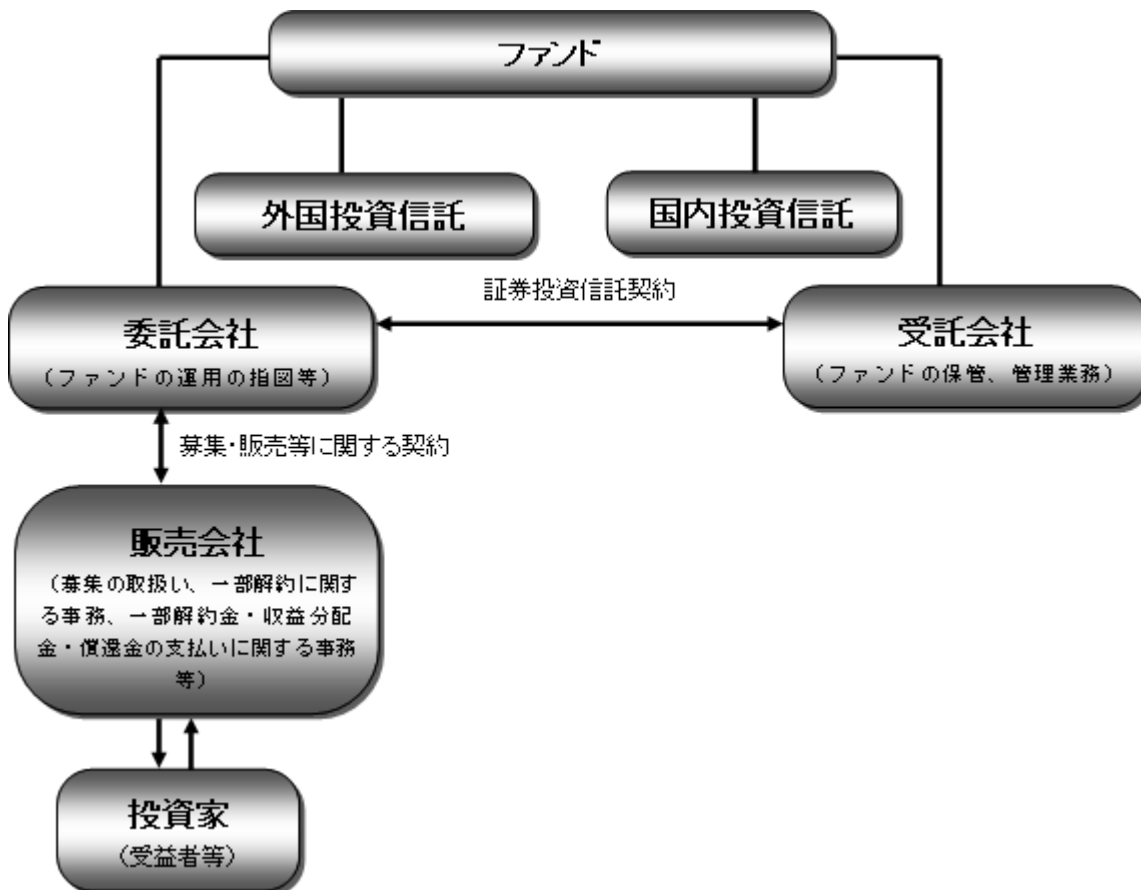 ファンド
外国投資信託
国内投資信託
証券投資信託契約
委託会社
（ファンドの運用の指図等）
受託会社
（ファンドの保管、管理業務）
募集・販売等に関する契約
販売会社
（募集の取扱い、一部解約に関す
る事務、一部解約金・収益分配
金・償還金の支払いに関する事務
等）
投資家
（受益者等）